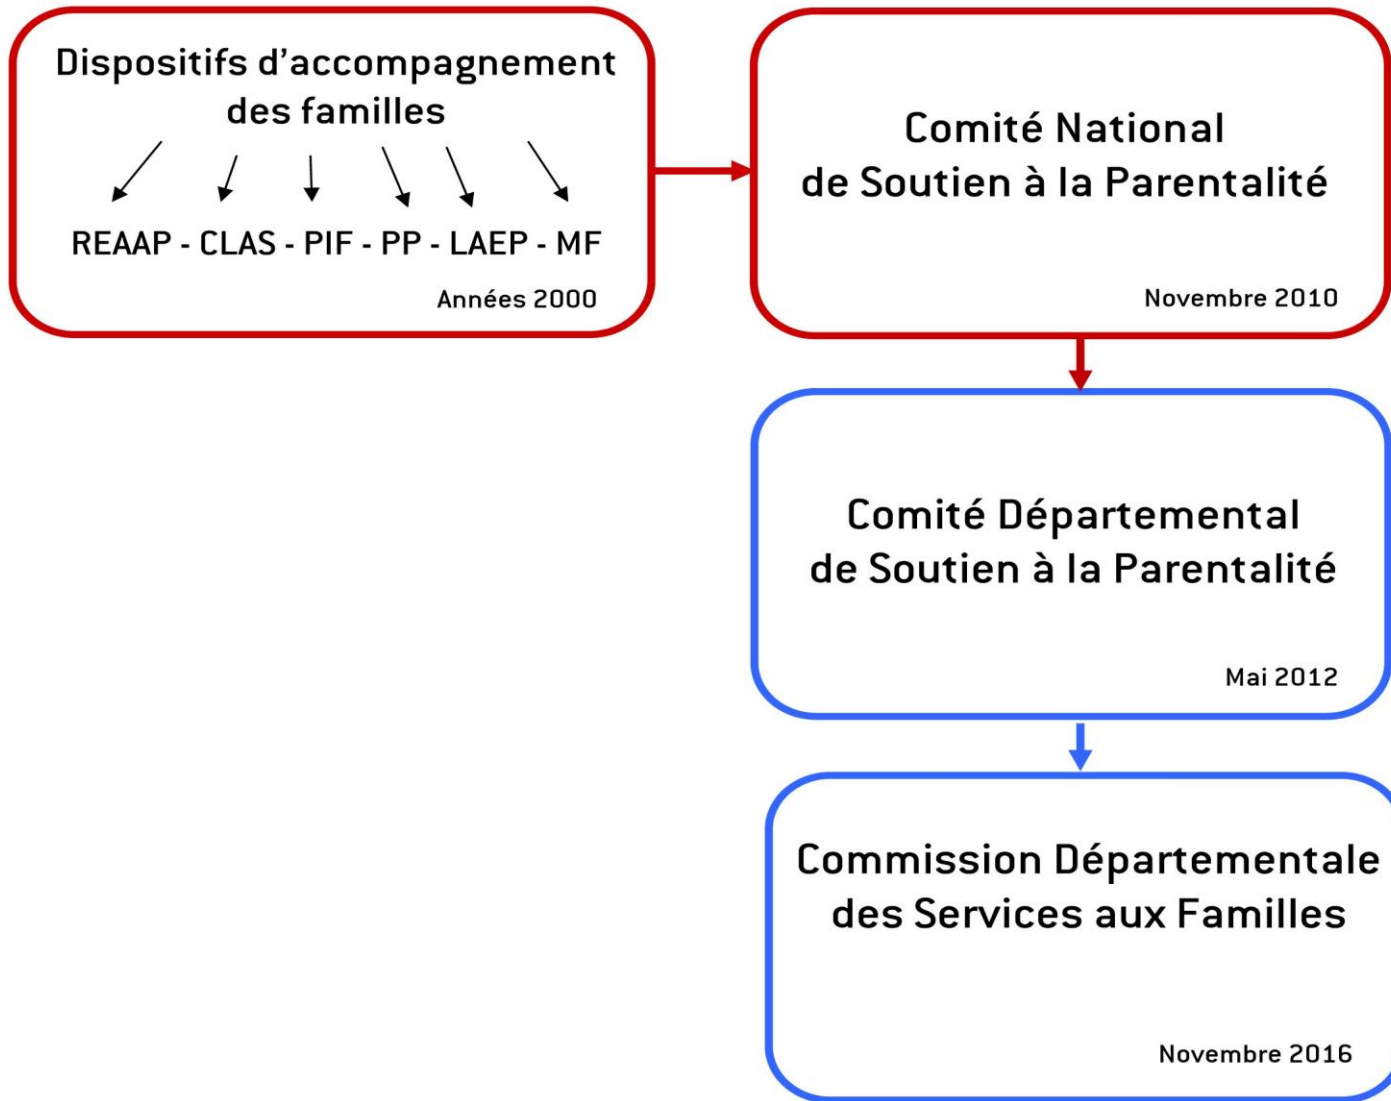 Dispositifs d'accompagnement
des familles
REAAP - CLAS - PIF - PP - LAEP - MF
Années 2000
Comité National
de Soutien à la Parentalité
Novembre 2010
Comité Départemental
de Soutien à la Parentalité
Mai 2012
Commission Départementale
des Services aux Familles
Novembre 2016